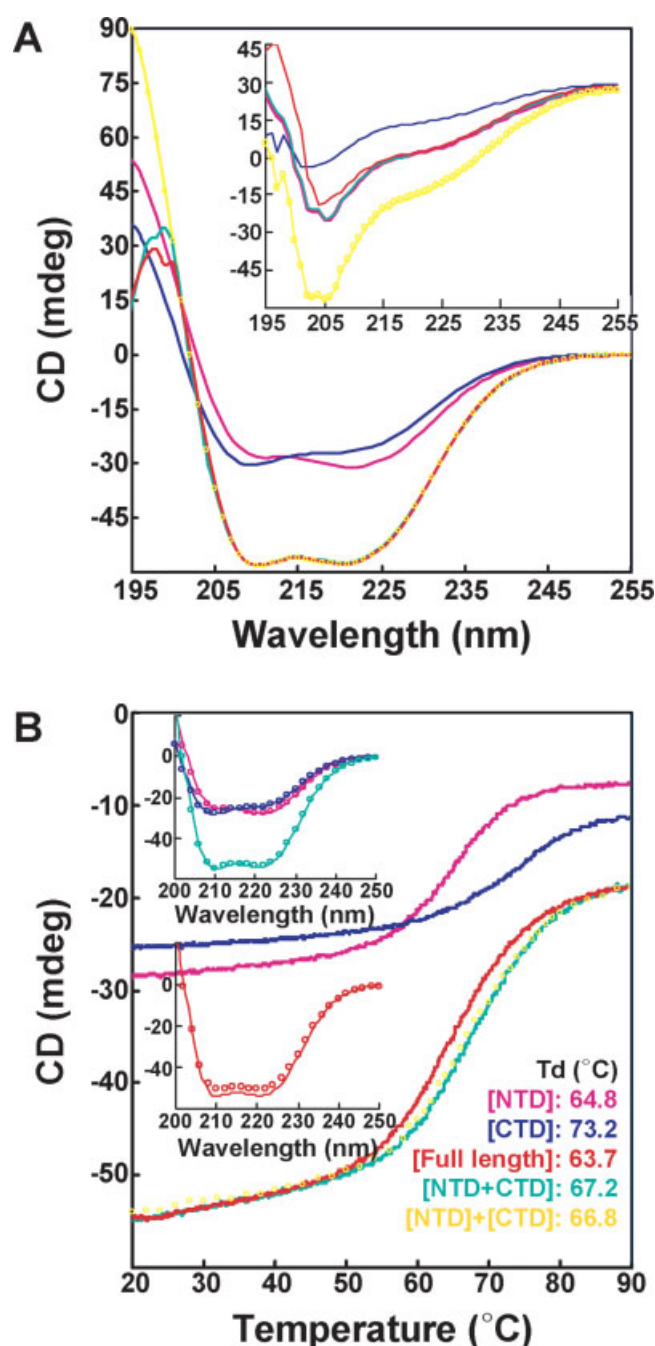 A
90
75
60
45
30
15
0
-15
-30
-45
CD (mdeg)
195 205 215 225 235 245 255
Wavelength (nm)
45
30
15
0
-15
-30
-45
195 205 215 225 235 245 255
B
0
-10
-20
-30
-40
-50
CD (mdeg)
20 30 40 50 60 70 80 90
Temperature (°C)
0
-20
-40
200 210 220 230 240 250
Wavelength (nm)
0
-20
-40
200 210 220 230 240 250
Wavelength (nm)
Td (°C)
[NTD]: 64.8
[CTD]: 73.2
[Full length]: 63.7
[NTD+CTD]: 67.2
[NTD]+[CTD]: 66.8